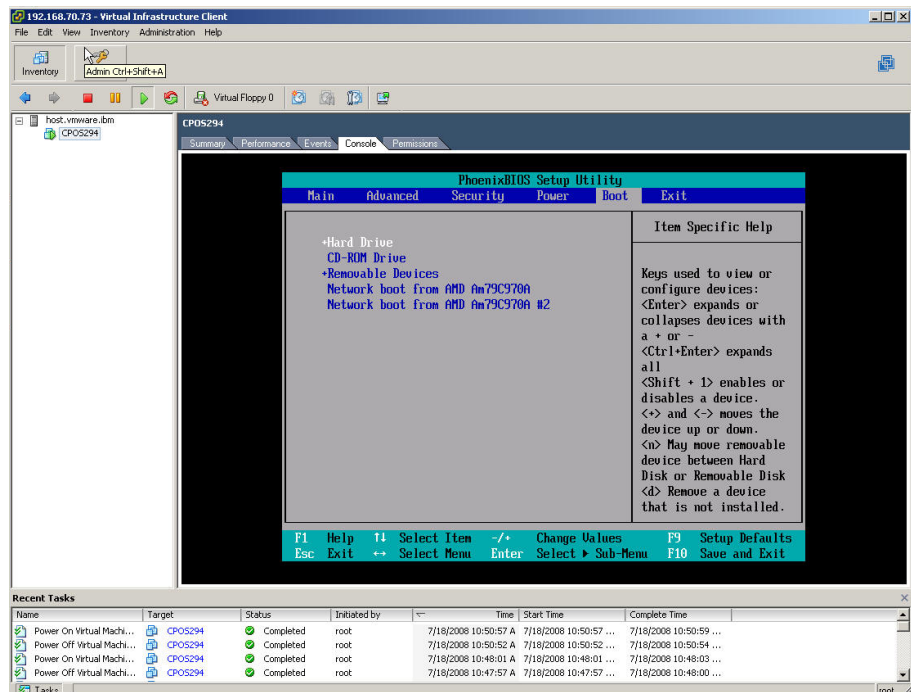 192.168.70.73 - Virtual Infrastructure Client
File Edit View Inventory Administration Help
Inventory
Admin Ctrl+Shift+A
Virtual Floppy 0
host.vmware.ibm
CPOS294
CPOS294
Summary Performance Events Console Permissions
PhoenixBIOS Setup Utility
Main Advanced Security Power Boot Exit
Item Specific Help
+Hard Drive
CD-ROM Drive
+Removable Devices
Network boot from AMD Am79C970A
Network boot from AMD Am79C970A #2
Keys used to view or
configure devices:
<Enter> expands or
collapses devices with
a + or -
<Ctrl+Enter> expands
all
<Shift + 1> enables or
disables a device.
<+> and <-> moves the
device up or down.
<n> May move removable
device between Hard
Disk or Removable Disk
<d> Remove a device
that is not installed.
F1 Help ↑↓ Select Item -/+ Change Values F9 Setup Defaults
Esc Exit ↔ Select Menu Enter Select ▸ Sub-Menu F10 Save and Exit
Recent Tasks
Name Target Status Initiated by Time Start Time Complete Time
Power On Virtual Machi... CPOS294 Completed root 7/18/2008 10:50:57 A 7/18/2008 10:50:57 ... 7/18/2008 10:50:59 ...
Power Off Virtual Machi... CPOS294 Completed root 7/18/2008 10:50:52 A 7/18/2008 10:50:52 ... 7/18/2008 10:50:54 ...
Power On Virtual Machi... CPOS294 Completed root 7/18/2008 10:48:01 A 7/18/2008 10:48:01 ... 7/18/2008 10:48:03 ...
Power Off Virtual Machi... CPOS294 Completed root 7/18/2008 10:47:57 A 7/18/2008 10:47:57 ... 7/18/2008 10:48:00 ...
Tasks root